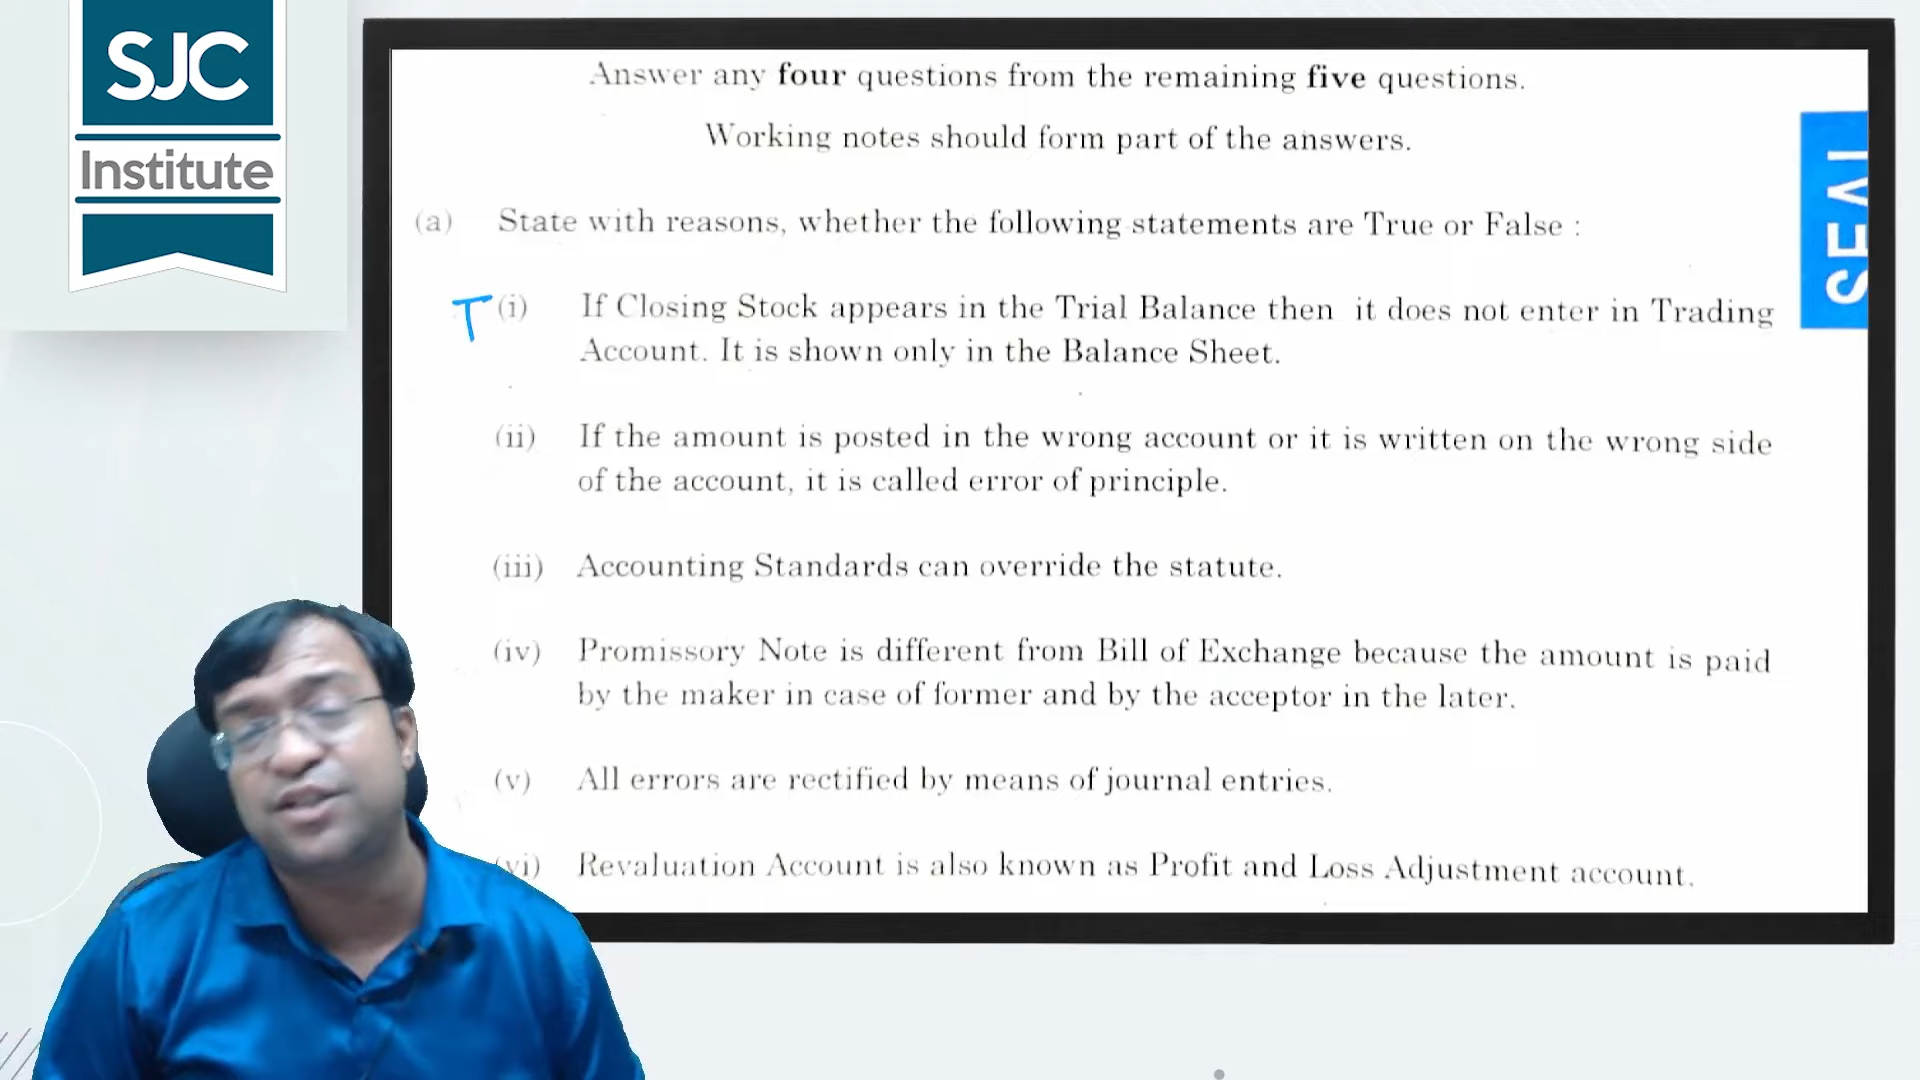 SJC
Institute
Answer any four questions from the remaining five questions.
Working notes should form part of the answers.
(a) State with reasons, whether the following statements are True or False :
T (i) If Closing Stock appears in the Trial Balance then it does not enter in Trading
Account. It is shown only in the Balance Sheet.
(ii) If the amount is posted in the wrong account or it is written on the wrong side
of the account, it is called error of principle.
(iii) Accounting Standards can override the statute.
(iv) Promissory Note is different from Bill of Exchange because the amount is paid
by the maker in case of former and by the acceptor in the later.
(v) All errors are rectified by means of journal entries.
vi) Revaluation Account is also known as Profit and Loss Adjustment account.